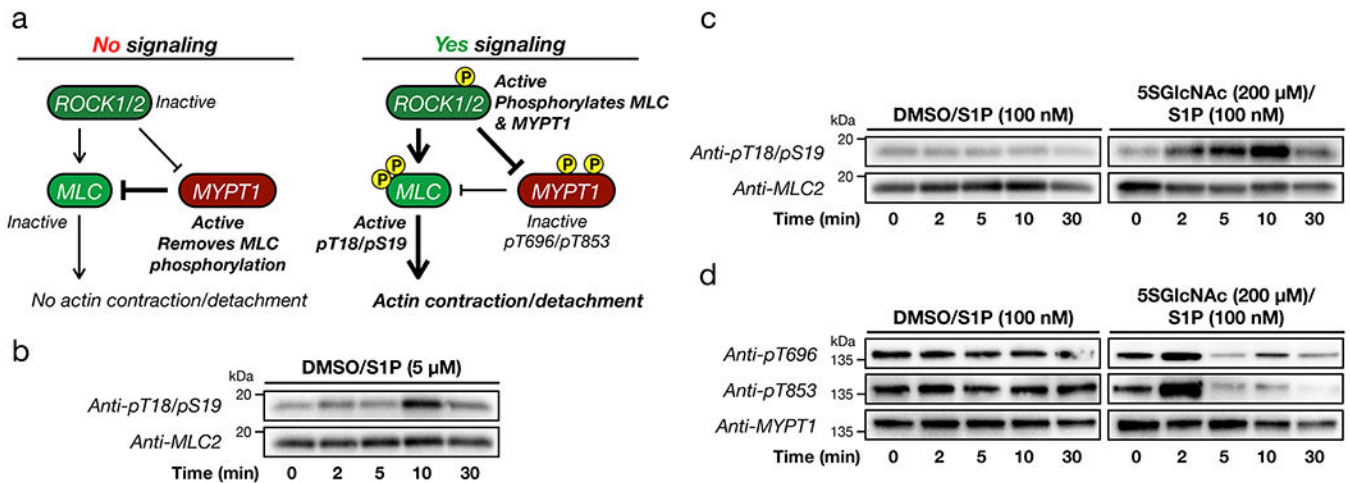 a
No signaling
Yes signaling
ROCK1/2 Inactive
MLC
MYPT1
Inactive
Active
Removes MLC
phosphorylation
No actin contraction/detachment
P
ROCK1/2
Active
Phosphorylates MLC
& MYPT1
P P
P P
MLC
MYPT1
Active
pT18/pS19
Inactive
pT696/pT853
Actin contraction/detachment
b
DMSO/S1P (5 µM)
kDa
Anti-pT18/pS19 20
Anti-MLC2 20
Time (min) 0 2 5 10 30
c
DMSO/S1P (100 nM)
5SGlcNAc (200 µM)/
S1P (100 nM)
kDa
Anti-pT18/pS19 20
Anti-MLC2 20
Time (min) 0 2 5 10 30 0 2 5 10 30
d
DMSO/S1P (100 nM)
5SGlcNAc (200 µM)/
S1P (100 nM)
kDa
Anti-pT696 135
Anti-pT853 135
Anti-MYPT1 135
Time (min) 0 2 5 10 30 0 2 5 10 30